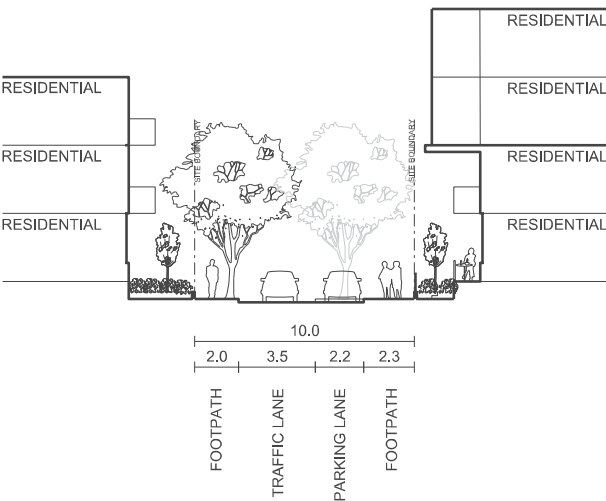 RESIDENTIAL
RESIDENTIAL
RESIDENTIAL
RESIDENTIAL
RESIDENTIAL
RESIDENTIAL
RESIDENTIAL
SITE BOUNDARY
SITE BOUNDARY
10.0
2.0 3.5 2.2 2.3
FOOTPATH
TRAFFIC LANE
PARKING LANE
FOOTPATH